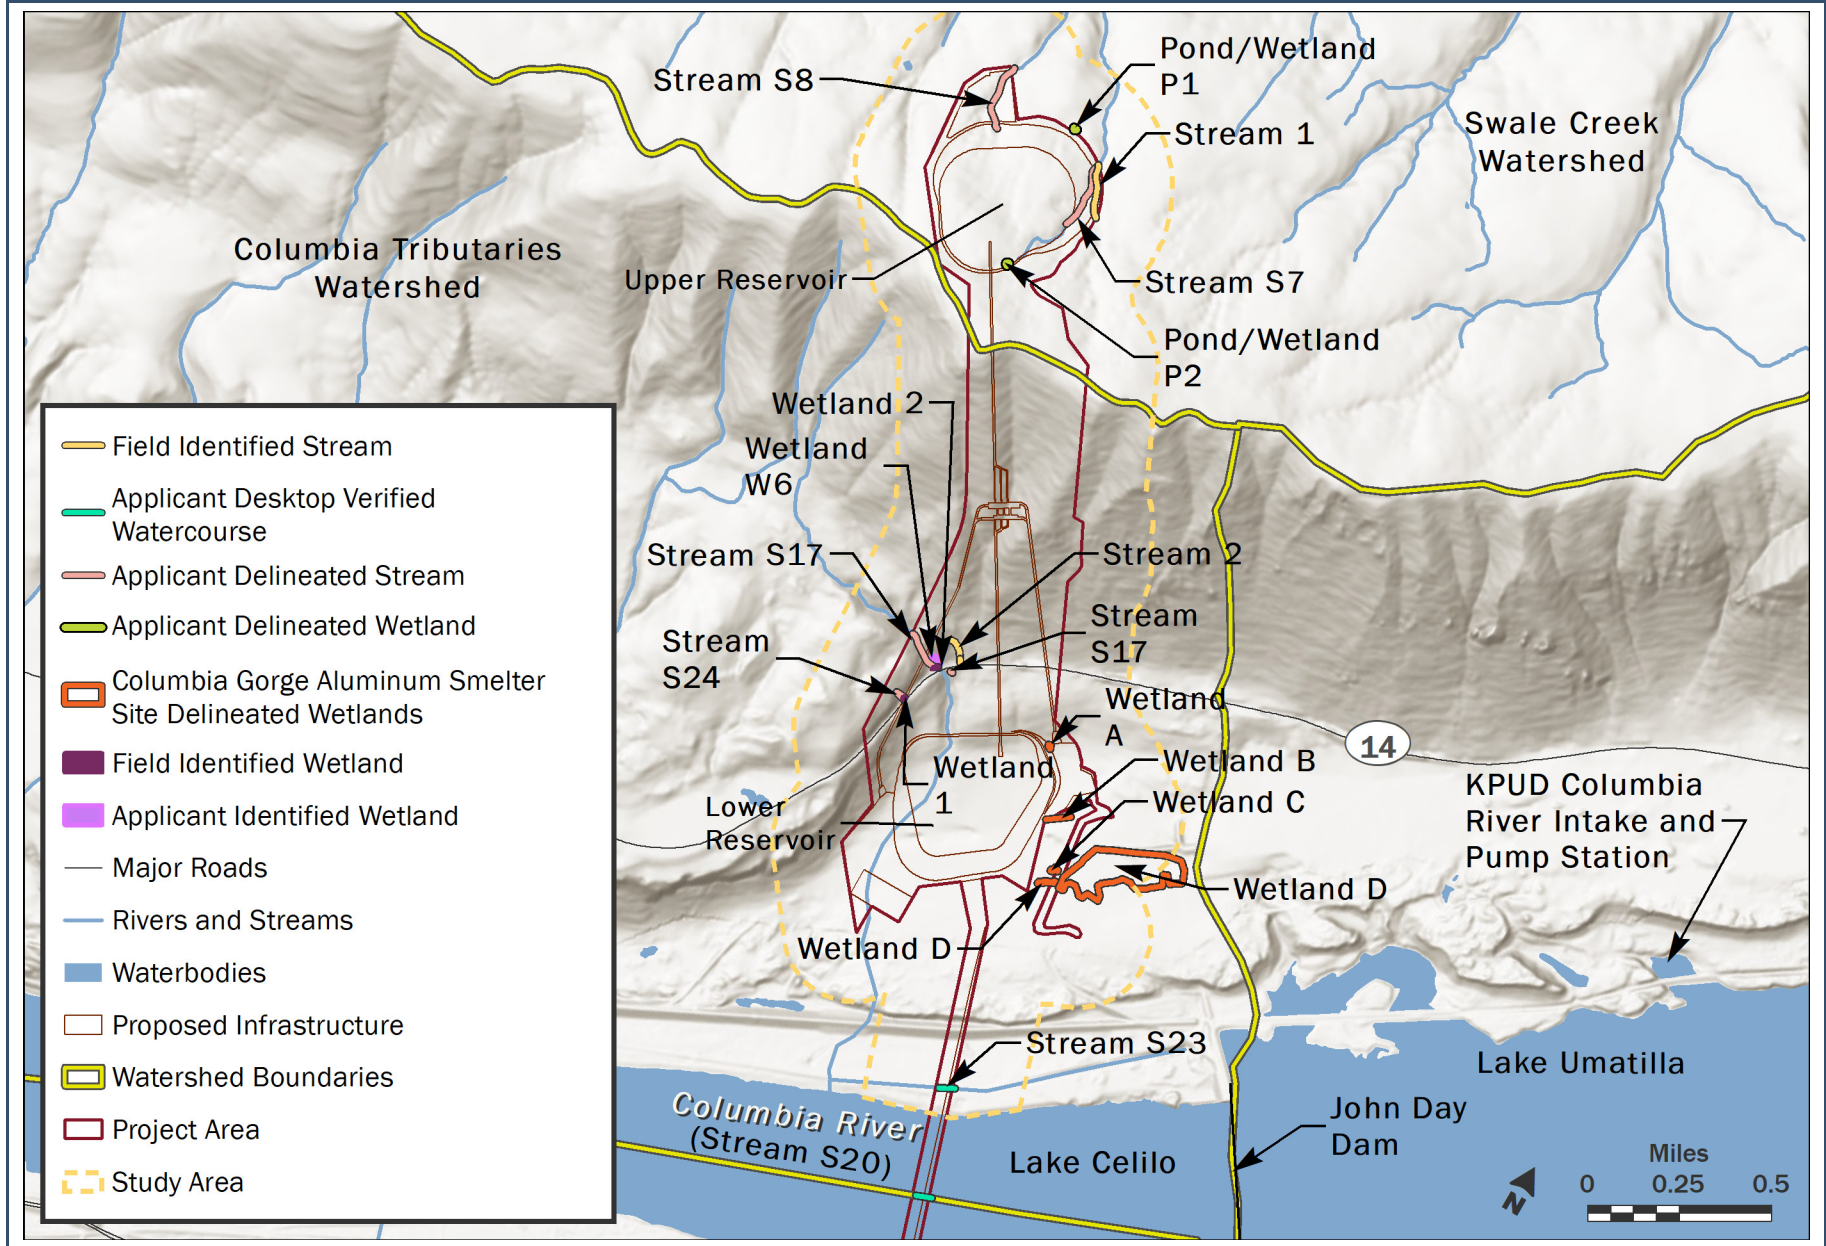 Stream S8
Pond/Wetland
P1
Stream 1
Swale Creek
Watershed
Columbia Tributaries
Watershed
Upper Reservoir
Stream S7
Pond/Wetland
P2
Wetland 2
Wetland
W6
Stream S17
Stream 2
Stream
S17
Stream
S24
Wetland
A
Wetland B
Wetland
1
Wetland C
Lower
Reservoir
14
KPUD Columbia
River Intake and
Pump Station
Wetland D
Wetland D
Stream S23
Lake Umatilla
Columbia River
(Stream S20)
Lake Celilo
John Day
Dam
Field Identified Stream
Applicant Desktop Verified
Watercourse
Applicant Delineated Stream
Applicant Delineated Wetland
Columbia Gorge Aluminum Smelter
Site Delineated Wetlands
Field Identified Wetland
Applicant Identified Wetland
Major Roads
Rivers and Streams
Waterbodies
Proposed Infrastructure
Watershed Boundaries
Project Area
Study Area
N
Miles
0 0.25 0.5